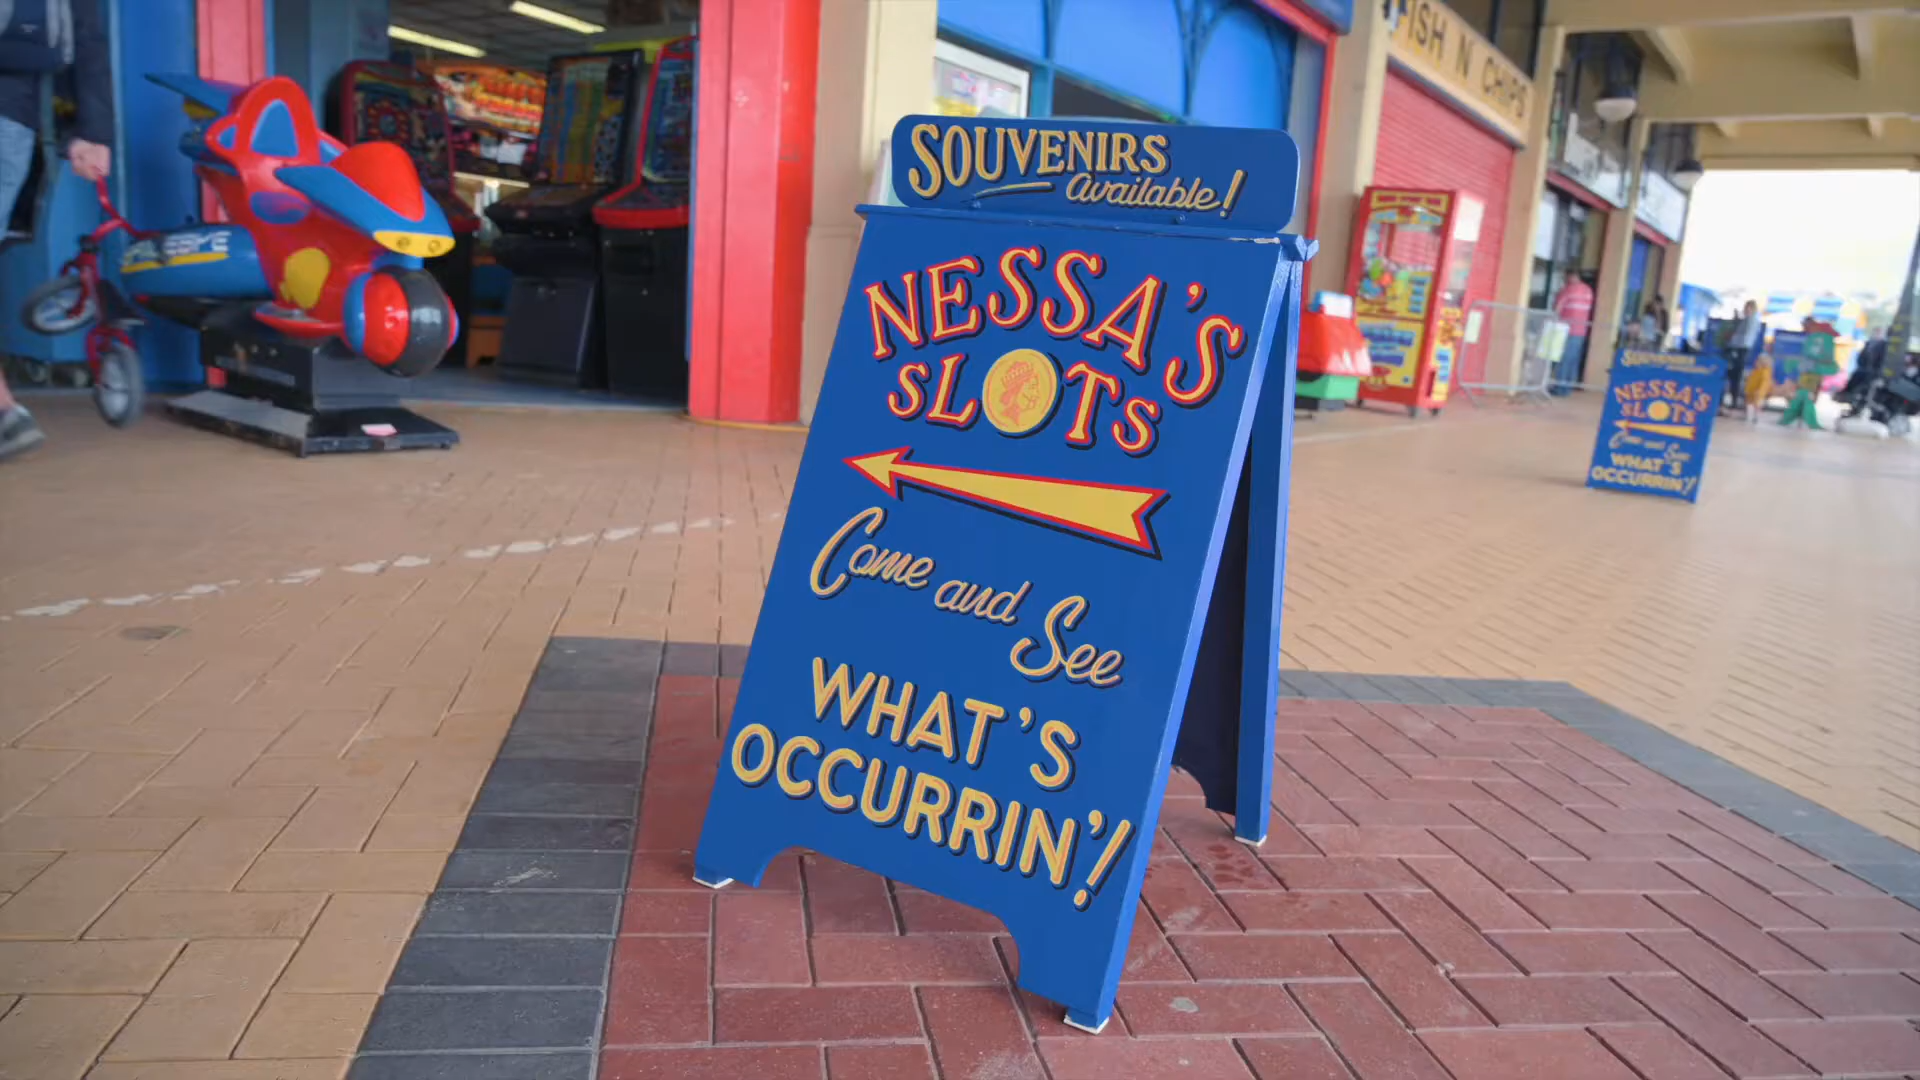 SOUVENIRS
available!
NESSA'S
SLOTS
Come and See
WHAT'S
OCCURRIN'!
FISH N CHIPS
SOUVENIRS
NESSA'S
SLOTS
Come and See
WHAT'S
OCCURRIN'!